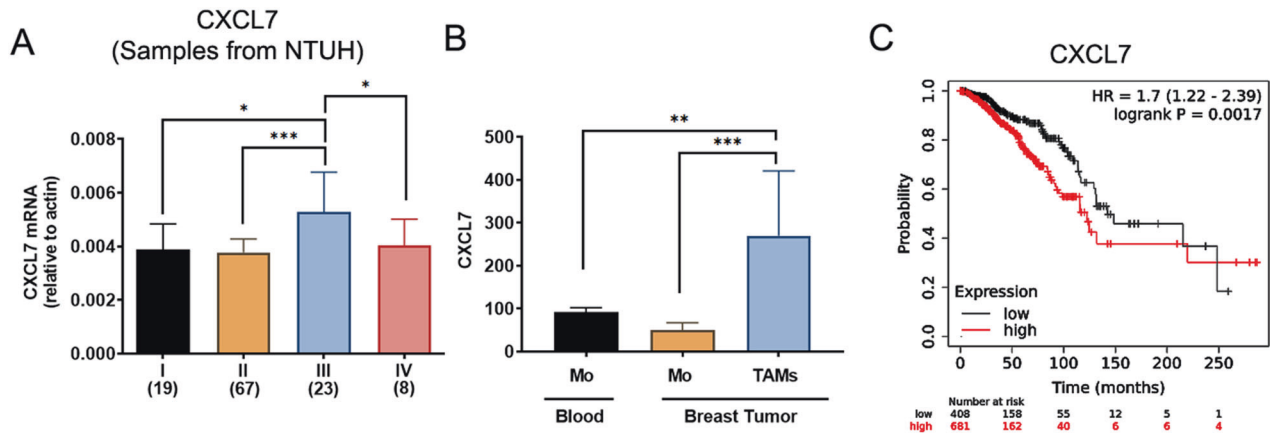 A
CXCL7
(Samples from NTUH)
*
*
***
0.008
0.006
0.004
0.002
0.000
CXCL7 mRNA
(relative to actin)
I II III IV
(19) (67) (23) (8)
B
**
***
500
400
300
200
100
0
CXCL7
Mo Mo TAMs
Blood Breast Tumor
C
CXCL7
HR = 1.7 (1.22 - 2.39)
logrank P = 0.0017
1.0
0.8
0.6
0.4
0.2
0.0
Probability
Expression
low
high
0 50 100 150 200 250
Time (months)
Number at risk
low 408 158 55 12 5 1
high 681 162 40 6 6 4